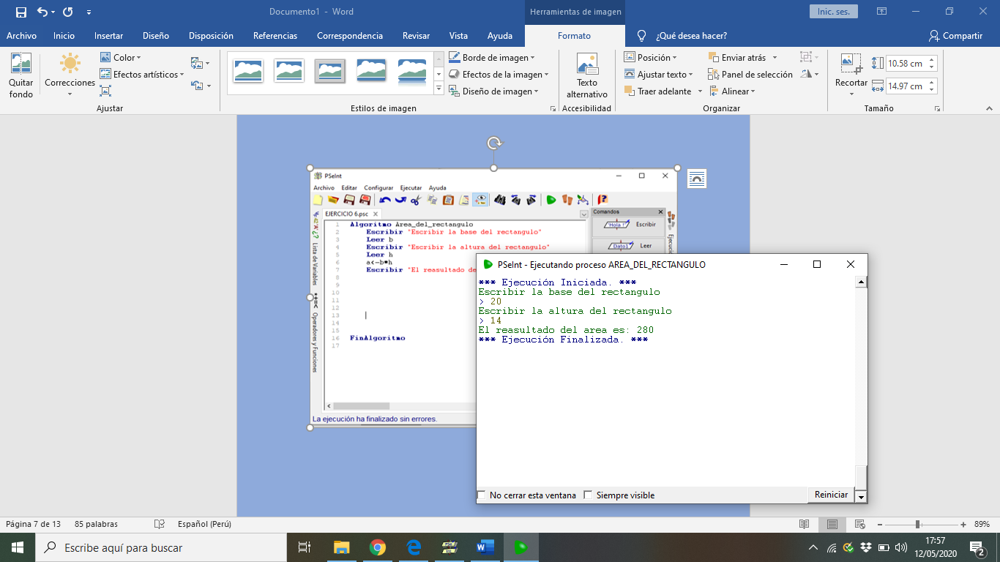 Documento1 - Word
Herramientas de imagen
Inic. ses.
Archivo Inicio Insertar Diseño Disposición Referencias Correspondencia Revisar Vista Ayuda Formato ¿Qué desea hacer? Compartir
Quitar fondo
Correcciones
Color
Efectos artísticos
Ajustar
Borde de imagen
Efectos de la imagen
Diseño de imagen
Estilos de imagen
Texto alternativo
Accesibilidad
Posición
Ajustar texto
Traer adelante
Enviar atrás
Panel de selección
Alinear
Organizar
Recortar
10.58 cm
14.97 cm
Tamaño
PSeInt
Archivo Editar Configurar Ejecutar Ayuda
EJERCICIO 6.psc
Comandos
1 Algoritmo Area_del_rectangulo
2 Escribir "Escribir la base del rectangulo"
3 Leer b
4 Escribir "Escribir la altura del rectangulo"
5 Leer h
6 a<-b*h
7 Escribir "El reasultado de
8
9
10
11
12
13
14
15
16 FinAlgoritmo
17
Lista de Variables
Operadores y Funciones
'Hola !' Escribir
Dato1 Leer
La ejecución ha finalizado sin errores.
PSeInt - Ejecutando proceso AREA_DEL_RECTANGULO
*** Ejecución Iniciada. ***
Escribir la base del rectangulo
> 20
Escribir la altura del rectangulo
> 14
El reasultado del area es: 280
*** Ejecución Finalizada. ***
No cerrar esta ventana Siempre visible Reiniciar
Página 7 de 13 85 palabras Español (Perú) 89%
Escribe aquí para buscar
17:57
12/05/2020
2